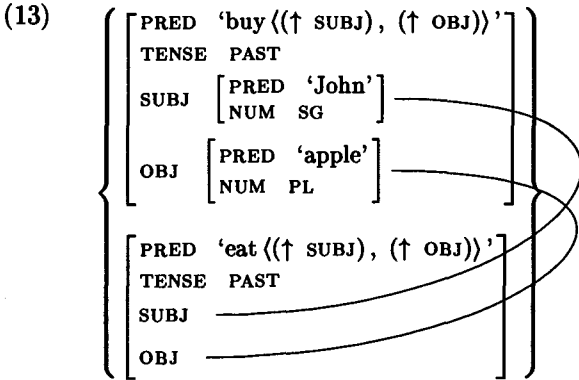 (13)
PRED ‘buy⟨(↑ SUBJ), (↑ OBJ)⟩’
TENSE PAST
SUBJ PRED ‘John’
NUM SG
OBJ PRED ‘apple’
NUM PL
PRED ‘eat⟨(↑ SUBJ), (↑ OBJ)⟩’
TENSE PAST
SUBJ
OBJ